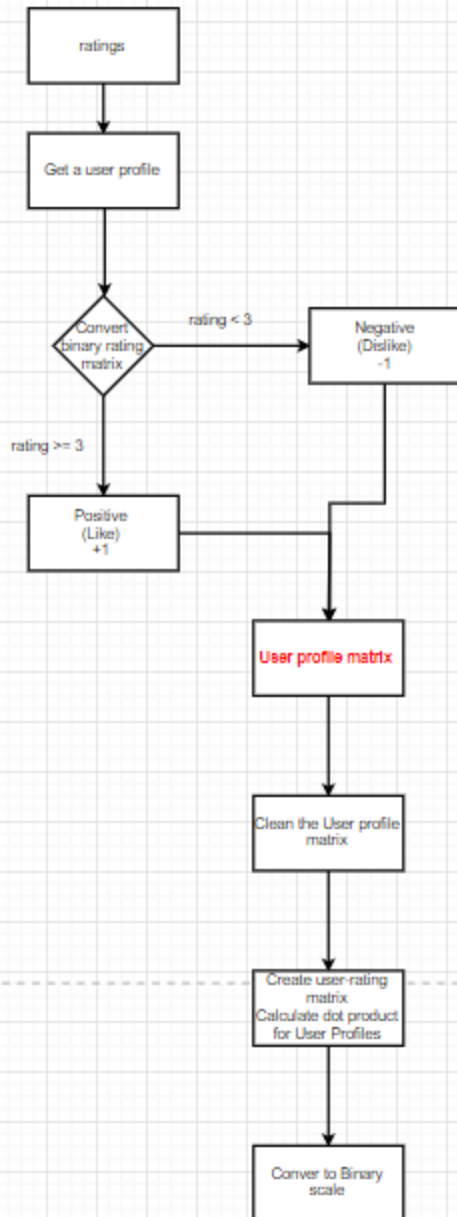 ratings
Get a user profile
Convert
binary rating
matrix
rating < 3
Negative
(Dislike)
-1
rating >= 3
Positive
(Like)
+1
User profile matrix
Clean the User profile
matrix
Create user-rating
matrix
Calculate dot product
for User Profiles
Conver to Binary
scale